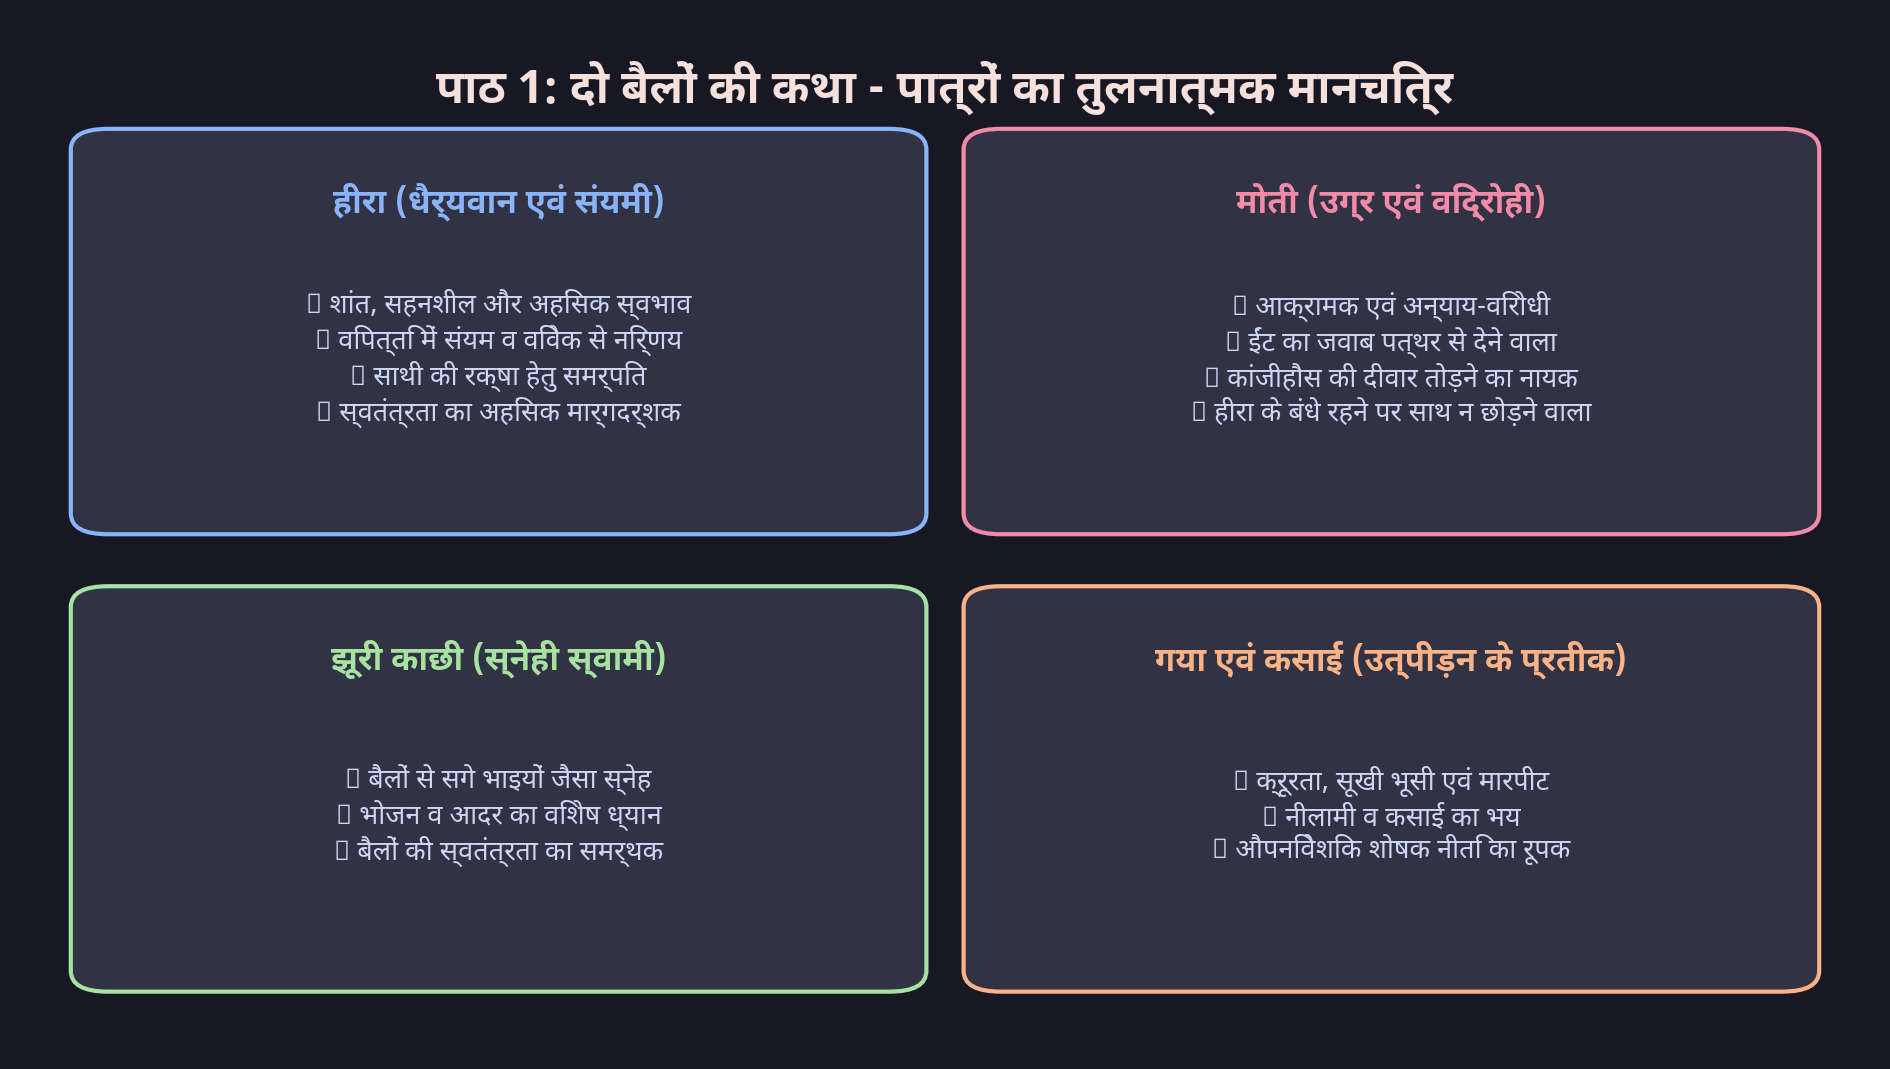 पाठ 1: दो बैलों की कथा - पात्रों का तुलनात्मक मानचित्र
हीरा (धैर्यवान एवं संयमी)
▯ शांत, सहनशील और अहिंसक स्वभाव
▯ विपत्ति में संयम व विवेक से निर्णय
▯ साथी की रक्षा हेतु समर्पित
▯ स्वतंत्रता का अहिंसक मार्गदर्शक
मोती (उग्र एवं विद्रोही)
▯ आक्रामक एवं अन्याय-विरोधी
▯ ईंट का जवाब पत्थर से देने वाला
▯ कांजीहौस की दीवार तोड़ने का नायक
▯ हीरा के बंधे रहने पर साथ न छोड़ने वाला
झूरी काछी (स्नेही स्वामी)
▯ बैलों से सगे भाइयों जैसा स्नेह
▯ भोजन व आदर का विशेष ध्यान
▯ बैलों की स्वतंत्रता का समर्थक
गया एवं कसाई (उत्पीड़न के प्रतीक)
▯ क्रूरता, सूखी भूसी एवं मारपीट
▯ नीलामी व कसाई का भय
▯ औपनिवेशिक शोषक नीति का रूपक